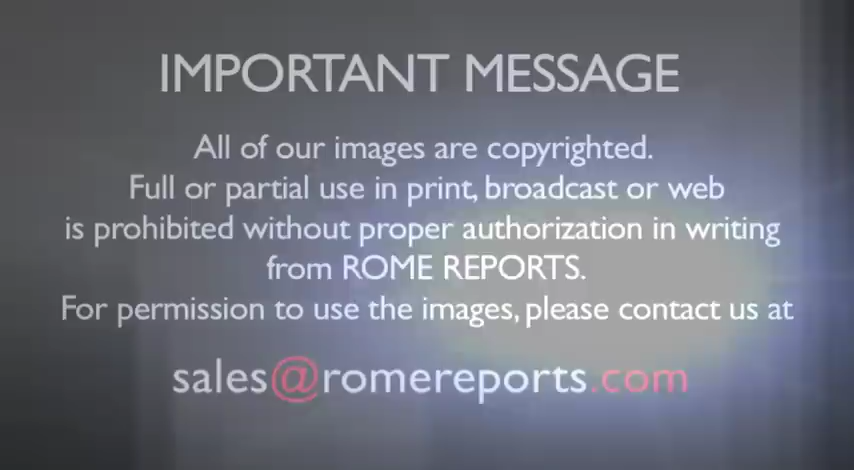 IMPORTANT MESSAGE
All of our images are copyrighted.
Full or partial use in print, broadcast or web
is prohibited without proper authorization in writing
from ROME REPORTS.
For permission to use the images, please contact us at
sales@romereports.com